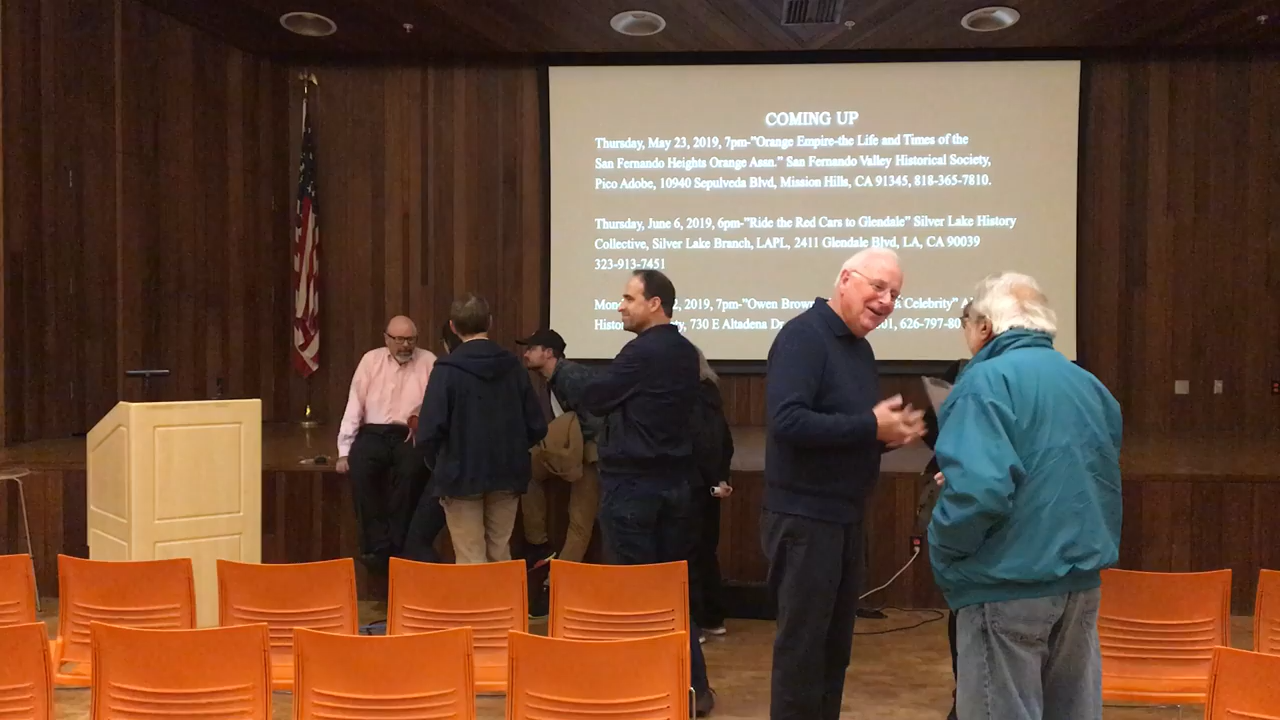 COMING UP
Thursday, May 23, 2019, 7pm-"Orange Empire-the Life and Times of the
San Fernando Heights Orange Assn." San Fernando Valley Historical Society,
Pico Adobe, 10940 Sepulveda Blvd, Mission Hills, CA 91345, 818-365-7810.
Thursday, June 6, 2019, 6pm-"Ride the Red Cars to Glendale" Silver Lake History
Collective, Silver Lake Branch, LAPL, 2411 Glendale Blvd, LA, CA 90039
323-913-7451
2019, 7pm-"Owen Brown Celebrity"
730 E Altadena 626-797-80